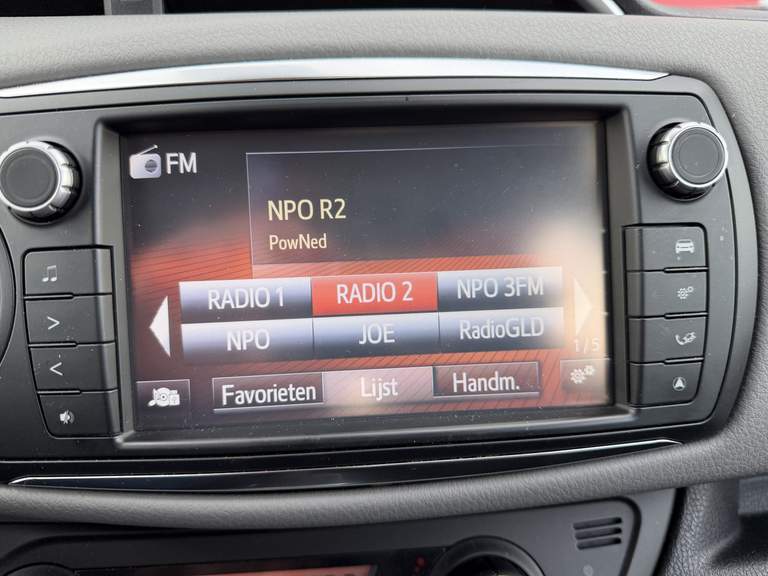 FM
NPO R2
PowNed
RADIO 1 RADIO 2 NPO 3FM
NPO JOE RadioGLD
1/5
Favorieten Lijst Handm.